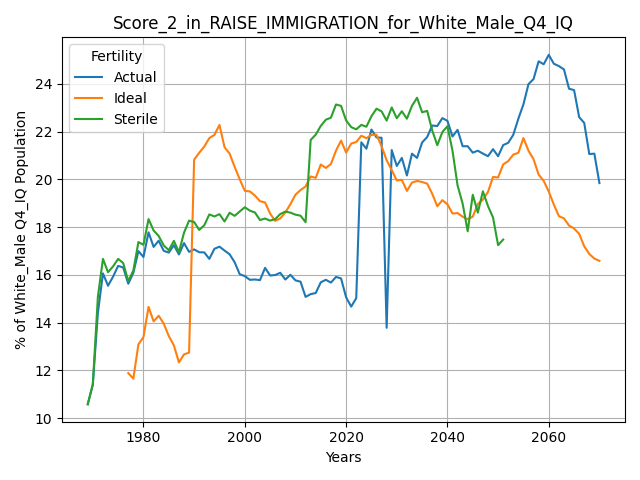 Score_2_in_RAISE_IMMIGRATION_for_White_Male_Q4_IQ
Fertility
Actual
Ideal
Sterile
% of White_Male Q4_IQ Population
24
22
20
18
16
14
12
10
1980 2000 2020 2040 2060
Years